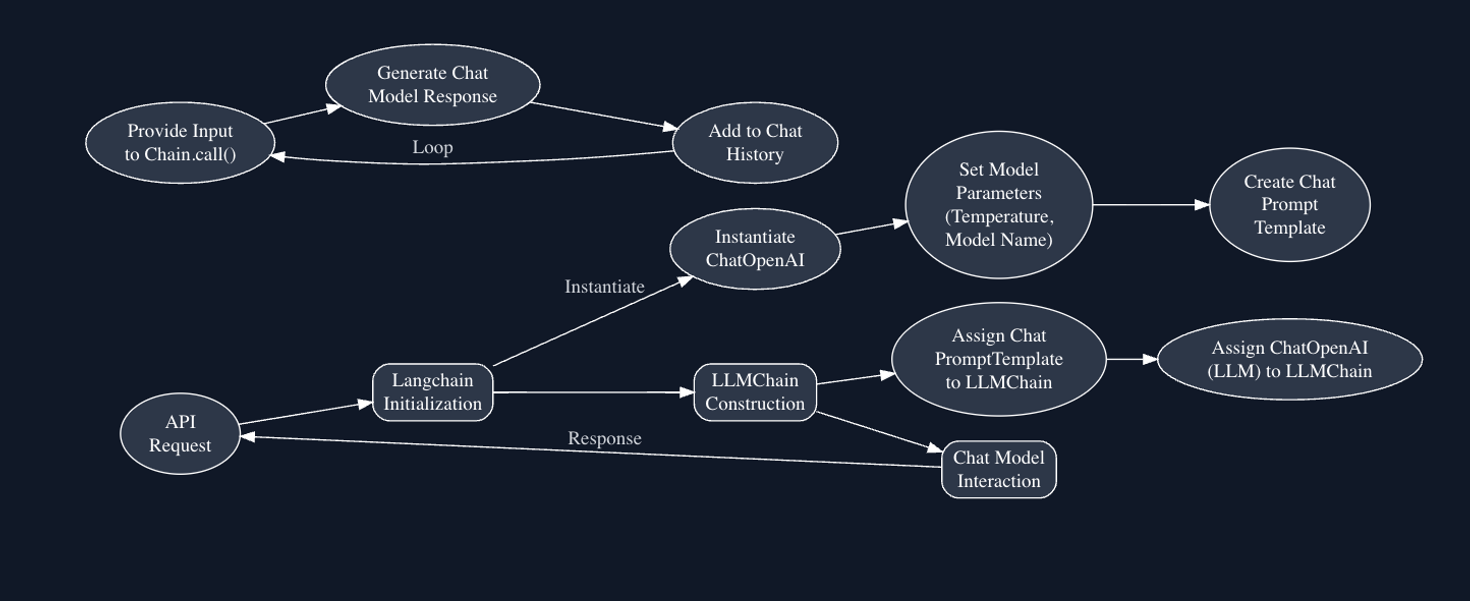 Generate Chat
Model Response
Provide Input
to Chain.call()
Add to Chat
History
Loop
Set Model
Parameters
(Temperature,
Model Name)
Create Chat
Prompt
Template
Instantiate
ChatOpenAI
Instantiate
Assign Chat
PromptTemplate
to LLMChain
Assign ChatOpenAI
(LLM) to LLMChain
Langchain
Initialization
LLMChain
Construction
API
Request
Response
Chat Model
Interaction